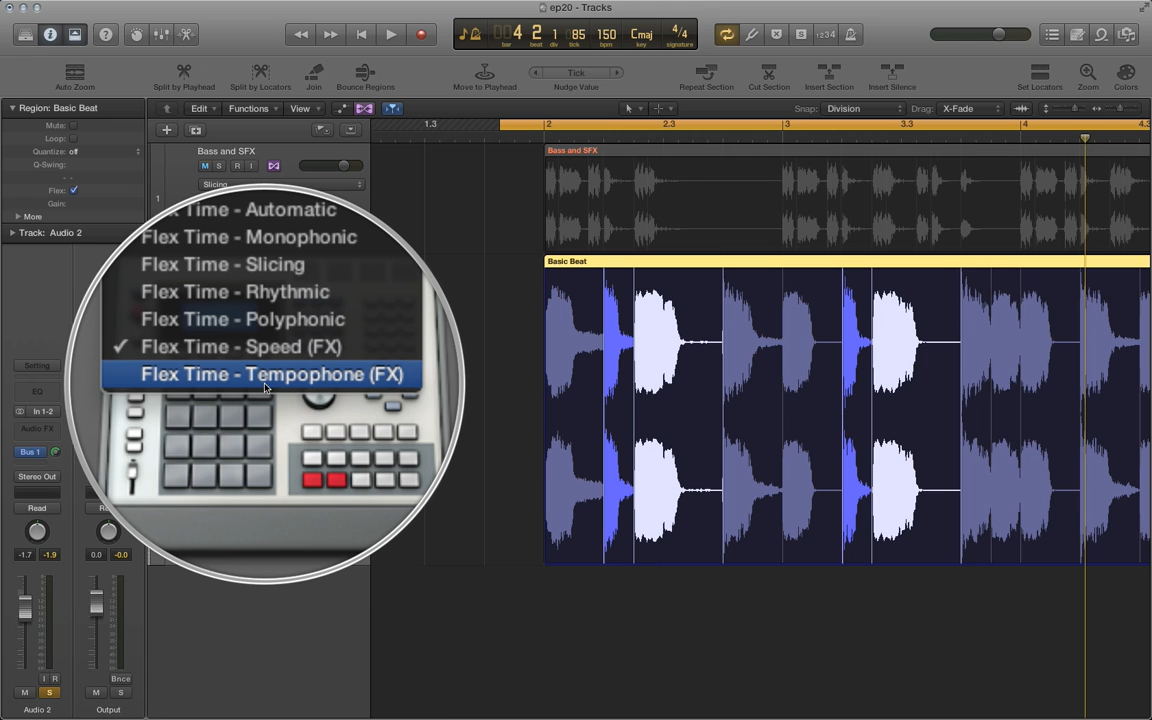 ep20 - Tracks
004 2 1 85 150 Cmaj 4/4
bar beat div tick bpm key signature
1234
Auto Zoom Split by Playhead Split by Locators Join Bounce Regions Move to Playhead Tick Nudge Value Repeat Section Cut Section Insert Section Insert Silence Set Locators Zoom Colors
Region: Basic Beat
Edit Functions View Snap: Division Drag: X-Fade
Mute:
Loop:
Quantize: off
Q-Swing:
- -
Flex:
Gain:
More
Track: Audio 2
1.3 2 2.3 3 3.3 4 4.3
Bass and SFX
M S R I
Slicing
1
Bass and SFX
Basic Beat
Flex Time - Automatic
Flex Time - Monophonic
Flex Time - Slicing
Flex Time - Rhythmic
Flex Time - Polyphonic
✓ Flex Time - Speed (FX)
Flex Time - Tempophone (FX)
Setting
EQ
In 1-2
Audio FX
Bus 1
Stereo Out
Read
-1.7 -1.9 0.0 -0.0
I R Bnce
M S M S
Audio 2 Output